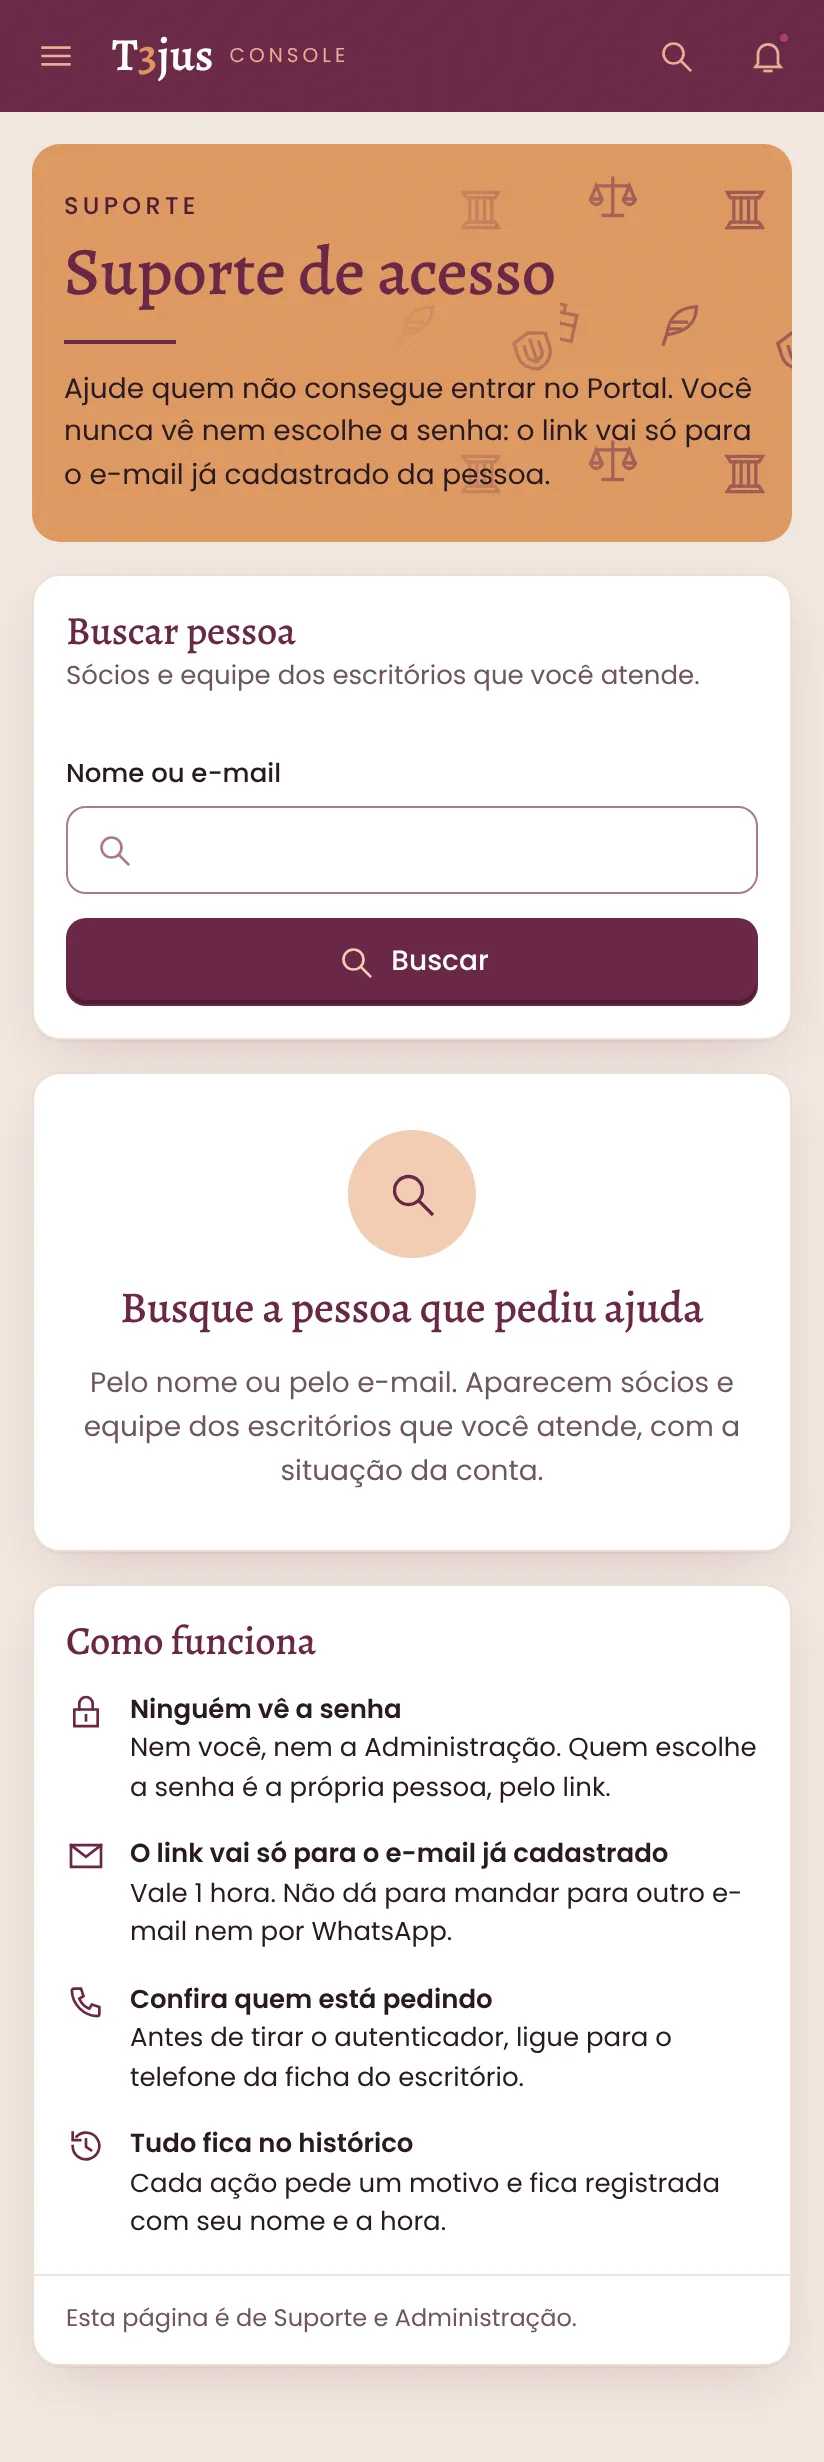 T3jus CONSOLE
SUPORTE
Suporte de acesso
Ajude quem não consegue entrar no Portal. Você
nunca vê nem escolhe a senha: o link vai só para
o e-mail já cadastrado da pessoa.
Buscar pessoa
Sócios e equipe dos escritórios que você atende.
Nome ou e-mail
Buscar
Busque a pessoa que pediu ajuda
Pelo nome ou pelo e-mail. Aparecem sócios e
equipe dos escritórios que você atende, com a
situação da conta.
Como funciona
Ninguém vê a senha
Nem você, nem a Administração. Quem escolhe
a senha é a própria pessoa, pelo link.
O link vai só para o e-mail já cadastrado
Vale 1 hora. Não dá para mandar para outro e-
mail nem por WhatsApp.
Confira quem está pedindo
Antes de tirar o autenticador, ligue para o
telefone da ficha do escritório.
Tudo fica no histórico
Cada ação pede um motivo e fica registrada
com seu nome e a hora.
Esta página é de Suporte e Administração.